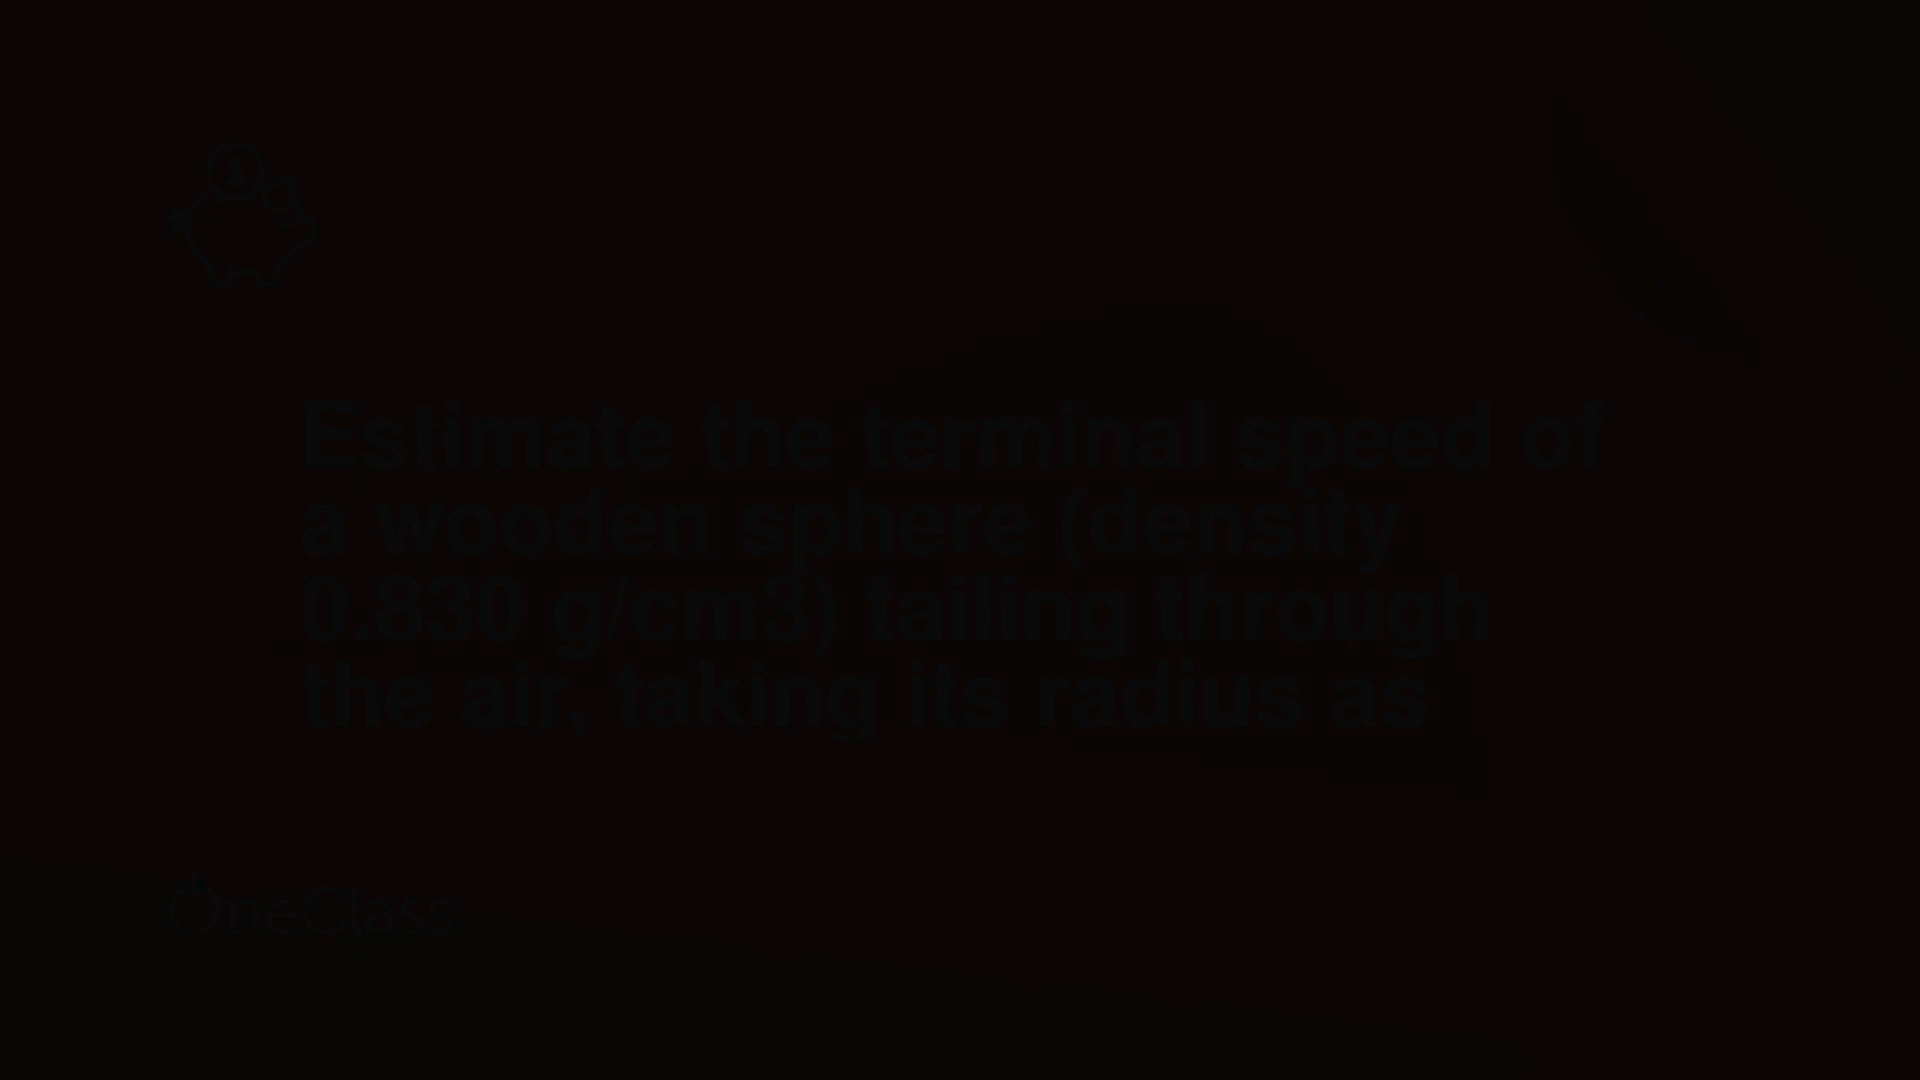 Estimate the terminal speed of
a wooden sphere (density
0.830 g/cm3) tailing through
the air, taking its radius as
OneClass